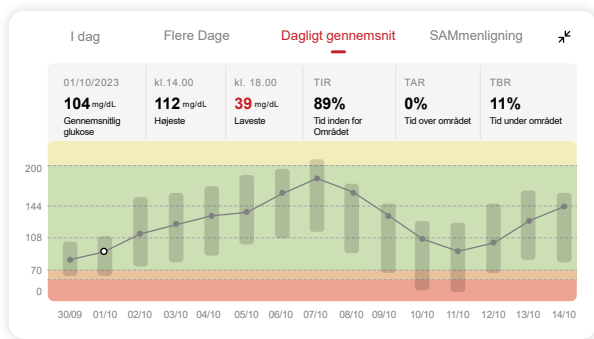 I dag Flere Dage Dagligt gennemsnit SAMmenligning
01/10/2023 kl.14.00 kl. 18.00 TIR TAR TBR
104 mg/dL 112 mg/dL 39 mg/dL 89% 0% 11%
Gennemsnitlig glukose Højeste Laveste Tid inden for Området Tid over området Tid under området
200
144
108
70
0
30/09 01/10 02/10 03/10 04/10 05/10 06/10 07/10 08/10 09/10 10/10 11/10 12/10 13/10 14/10